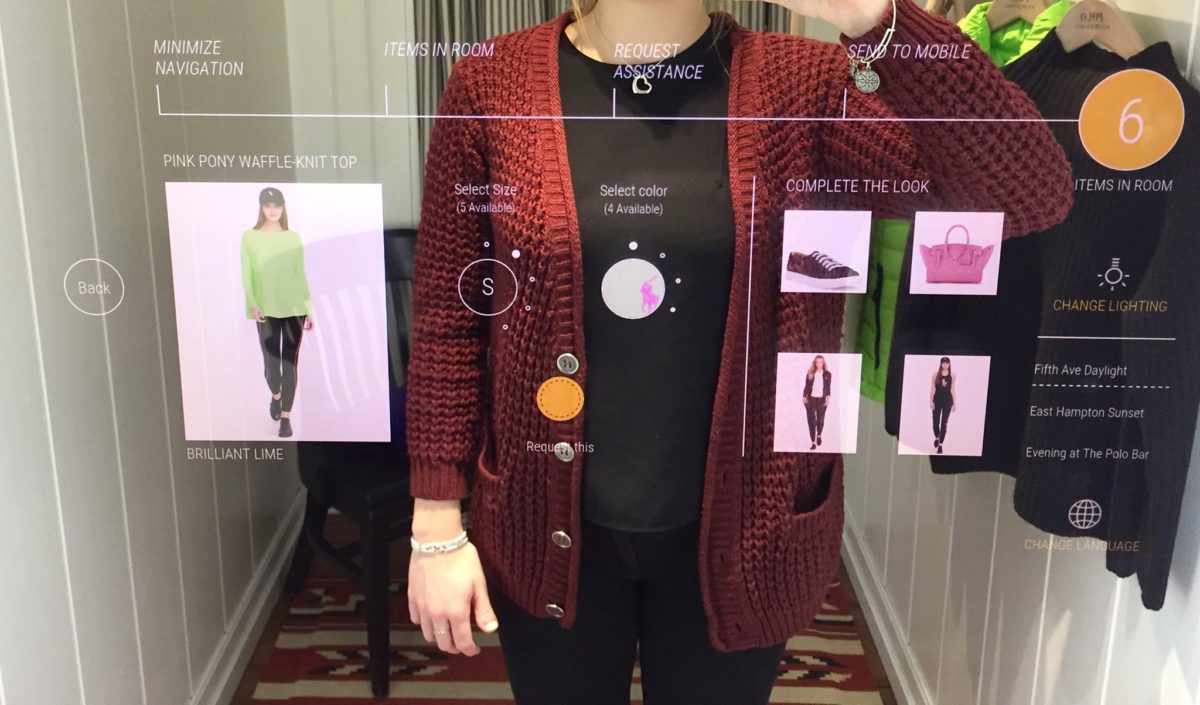 MINIMIZE
NAVIGATION
ITEMS IN ROOM
REQUEST
ASSISTANCE
SEND TO MOBILE
6
ITEMS IN ROOM
PINK PONY WAFFLE-KNIT TOP
BRILLIANT LIME
Back
Select Size
(5 Available)
S
Select color
(4 Available)
Request this
COMPLETE THE LOOK
CHANGE LIGHTING
Fifth Ave Daylight
East Hampton Sunset
Evening at The Polo Bar
CHANGE LANGUAGE